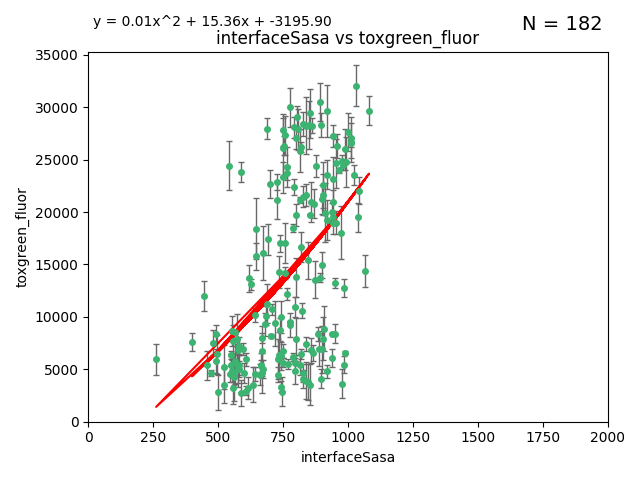 y = 0.01x^2 + 15.36x + -3195.90
N = 182
interfaceSasa vs toxgreen_fluor
35000
30000
25000
20000
15000
10000
5000
0
toxgreen_fluor
0 250 500 750 1000 1250 1500 1750 2000
interfaceSasa